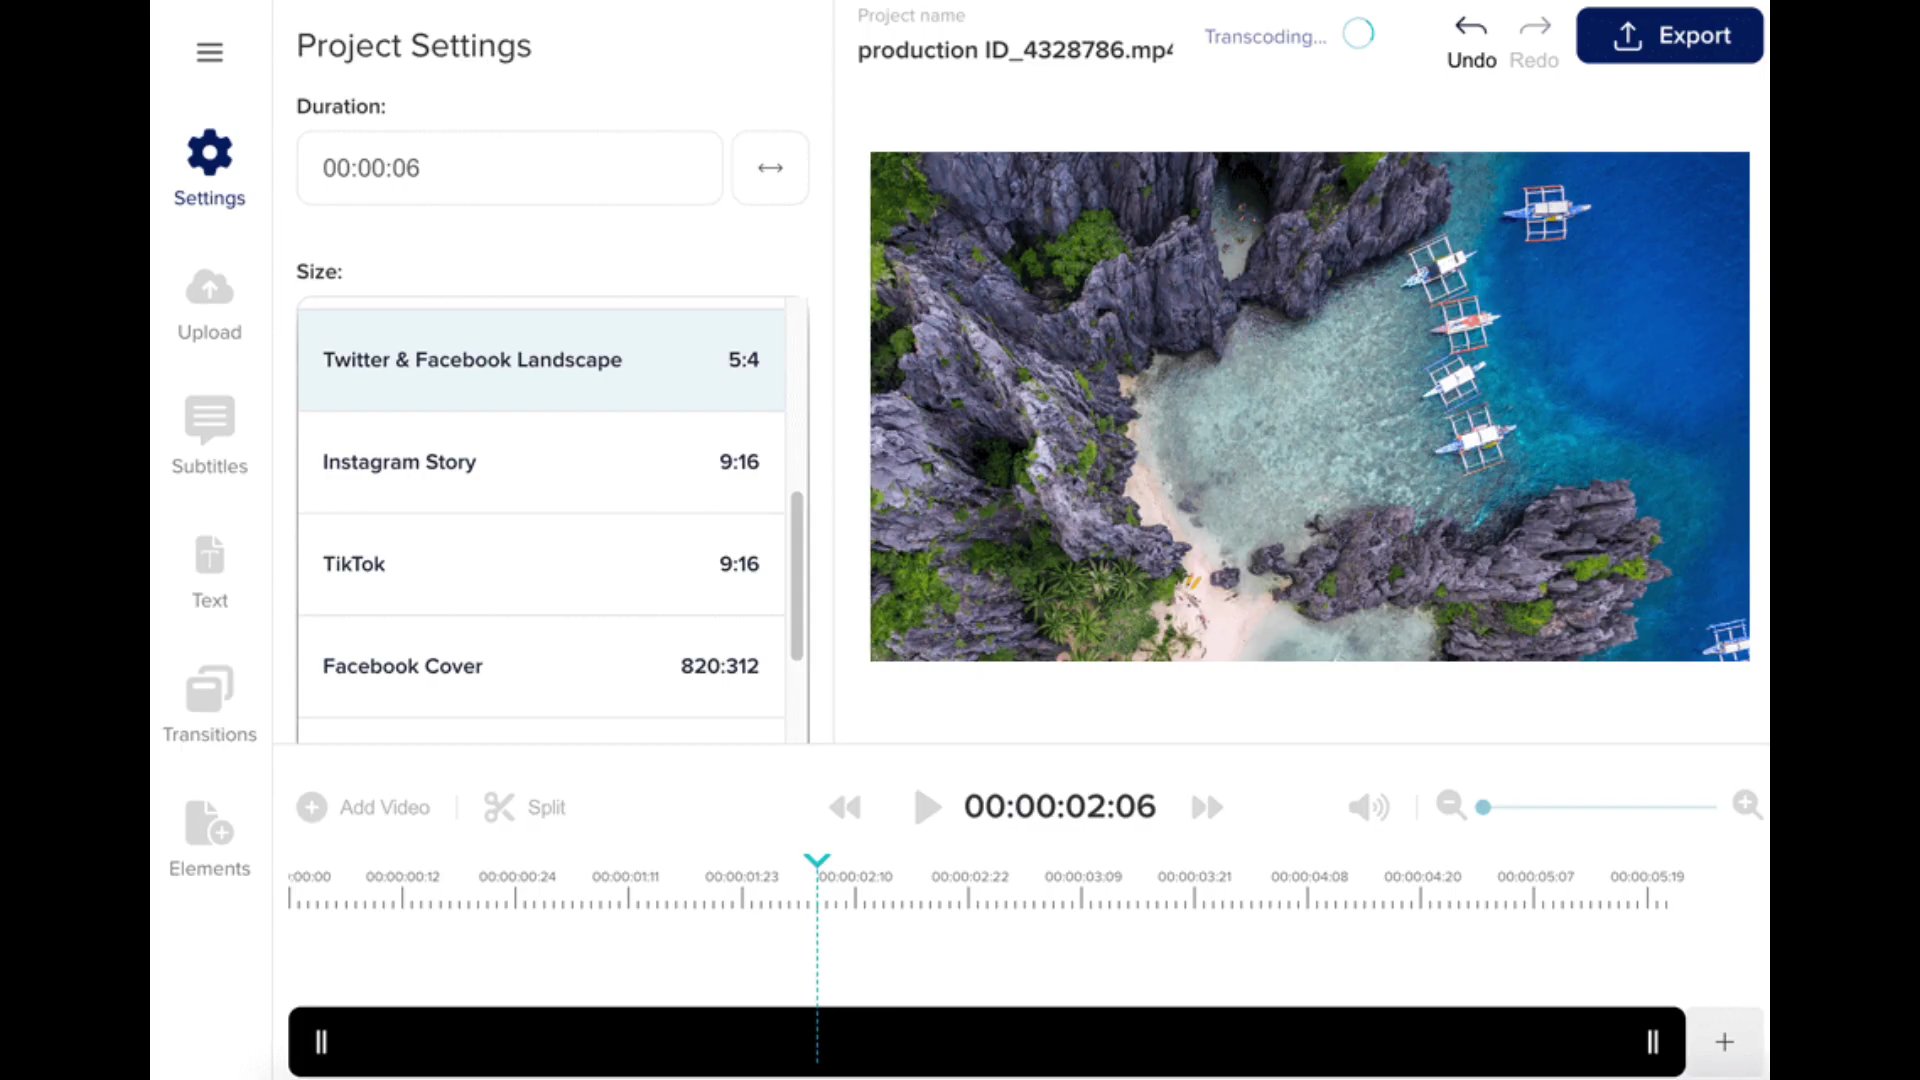 Project Settings
Duration:
00:00:06
Size:
Twitter & Facebook Landscape 5:4
Instagram Story 9:16
TikTok 9:16
Facebook Cover 820:312
Settings
Upload
Subtitles
Text
Transitions
Elements
Project name
production ID_4328786.mp4
Transcoding...
Undo
Redo
Export
Add Video
Split
00:00:02:06
:00:00 00:00:00:12 00:00:00:24 00:00:01:11 00:00:01:23 00:00:02:10 00:00:02:22 00:00:03:09 00:00:03:21 00:00:04:08 00:00:04:20 00:00:05:07 00:00:05:19